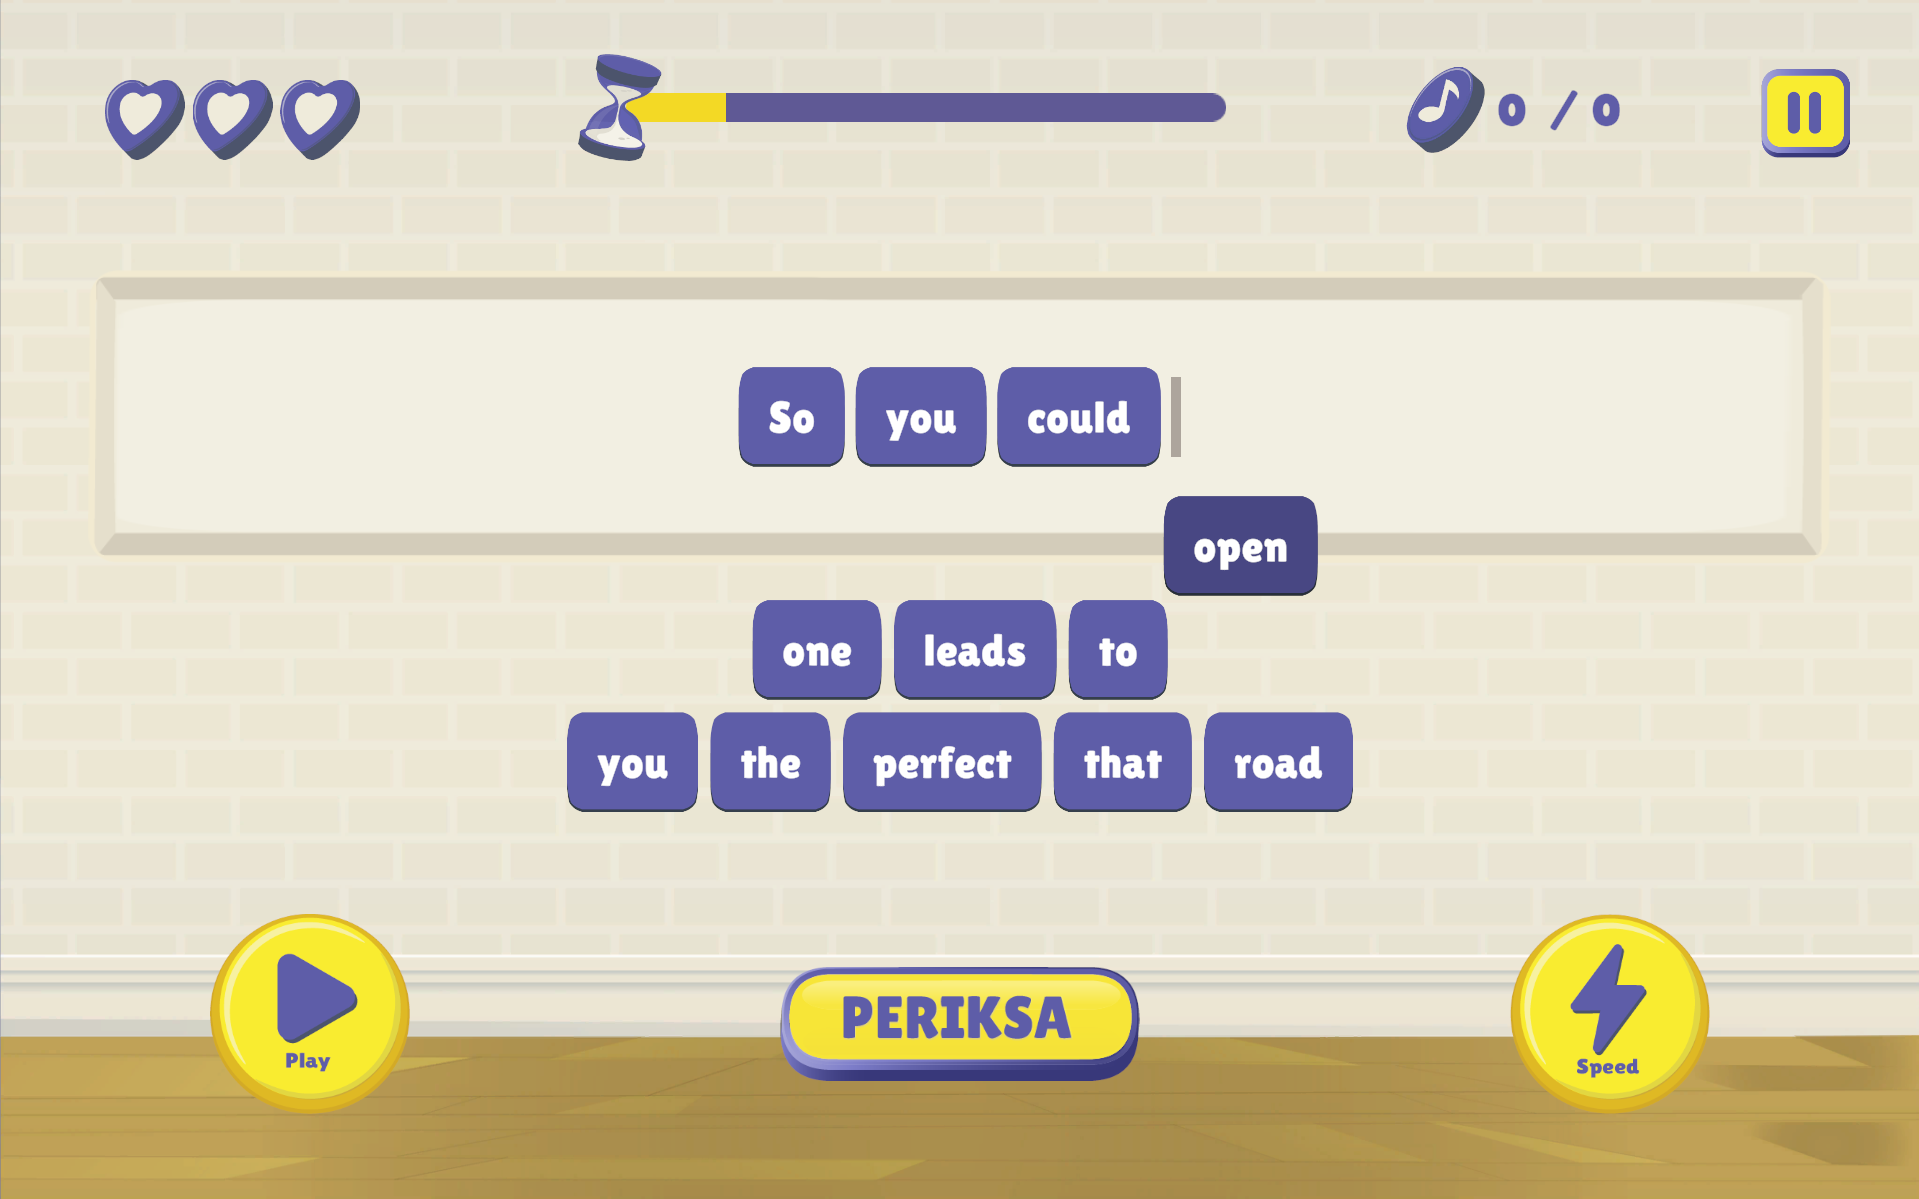 0 / 0
So you could
open
one leads to
you the perfect that road
Play
PERIKSA
Speed